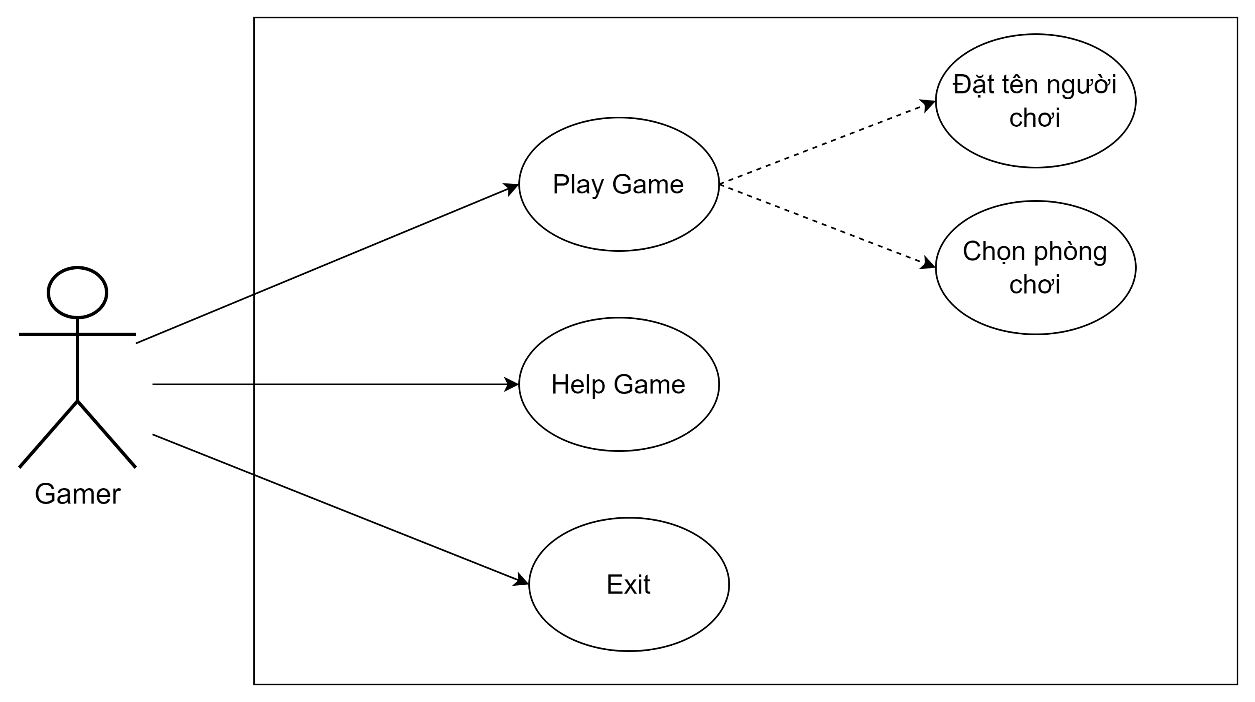 Đặt tên người
chơi
Play Game
Chọn phòng
chơi
Help Game
Gamer
Exit